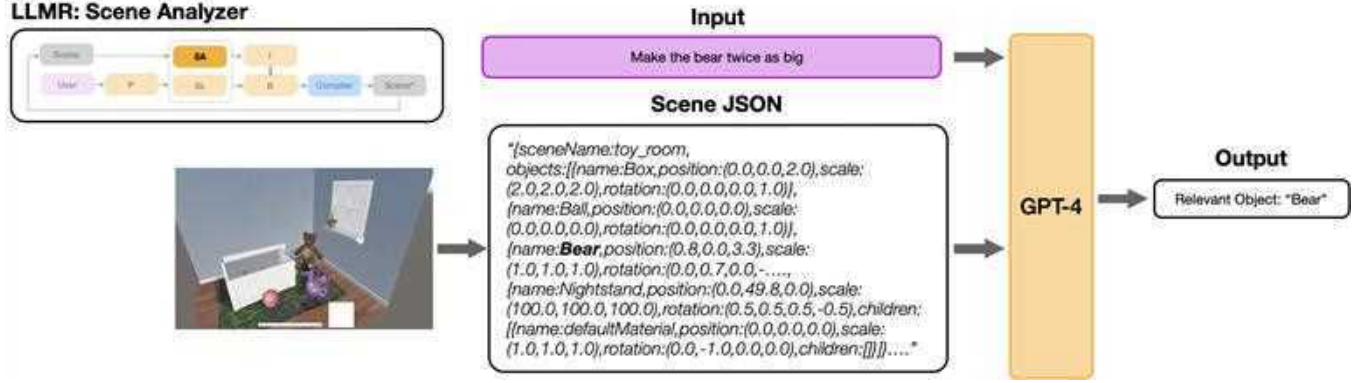 LLMR: Scene Analyzer
Scene
SA
I
User
P
SL
B
Compiler
Scene*
Input
Make the bear twice as big
Scene JSON
"{sceneName:toy_room,
objects:[{name:Box,position:(0.0,0.0,2.0),scale:
(2.0,2.0,2.0),rotation:(0.0,0.0,0.0,1.0)},
{name:Ball,position:(0.0,0.0,0.0),scale:
(0.0,0.0,0.0),rotation:(0.0,0.0,0.0,1.0)},
{name:Bear,position:(0.8,0.0,3.3),scale:
(1.0,1.0,1.0),rotation:(0.0,0.7,0.0,-....,
{name:Nightstand,position:(0.0,49.8,0.0),scale:
(100.0,100.0,100.0),rotation:(0.5,0.5,0.5,-0.5),children:
[{name:defaultMaterial,position:(0.0,0.0,0.0),scale:
(1.0,1.0,1.0),rotation:(0.0,-1.0,0.0,0.0),children:[]}]}...."
GPT-4
Output
Relevant Object: "Bear"